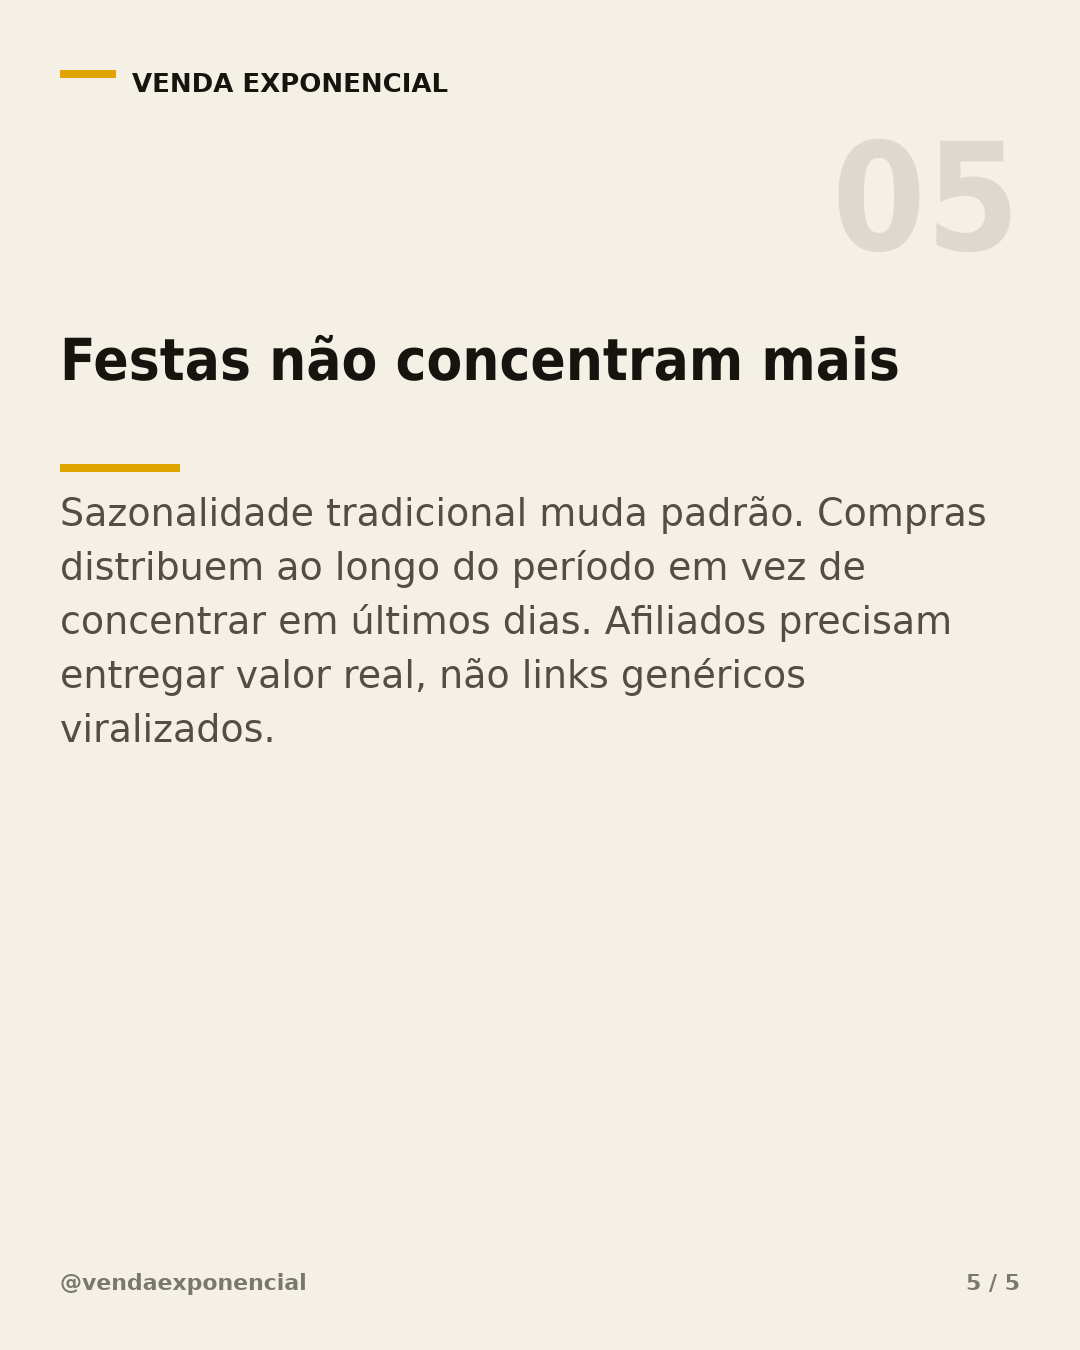 VENDA EXPONENCIAL
05
Festas não concentram mais
Sazonalidade tradicional muda padrão. Compras
distribuem ao longo do período em vez de
concentrar em últimos dias. Afiliados precisam
entregar valor real, não links genéricos
viralizados.
@vendaexponencial
5 / 5